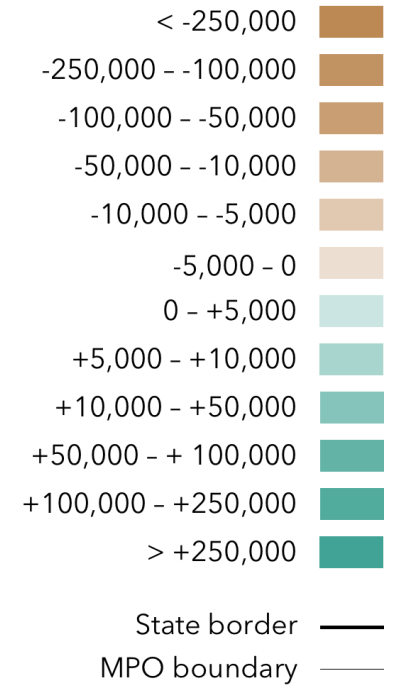 < -250,000
-250,000 – -100,000
-100,000 – -50,000
-50,000 – -10,000
-10,000 – -5,000
-5,000 – 0
0 – +5,000
+5,000 – +10,000
+10,000 – +50,000
+50,000 – + 100,000
+100,000 – +250,000
> +250,000
State border
MPO boundary